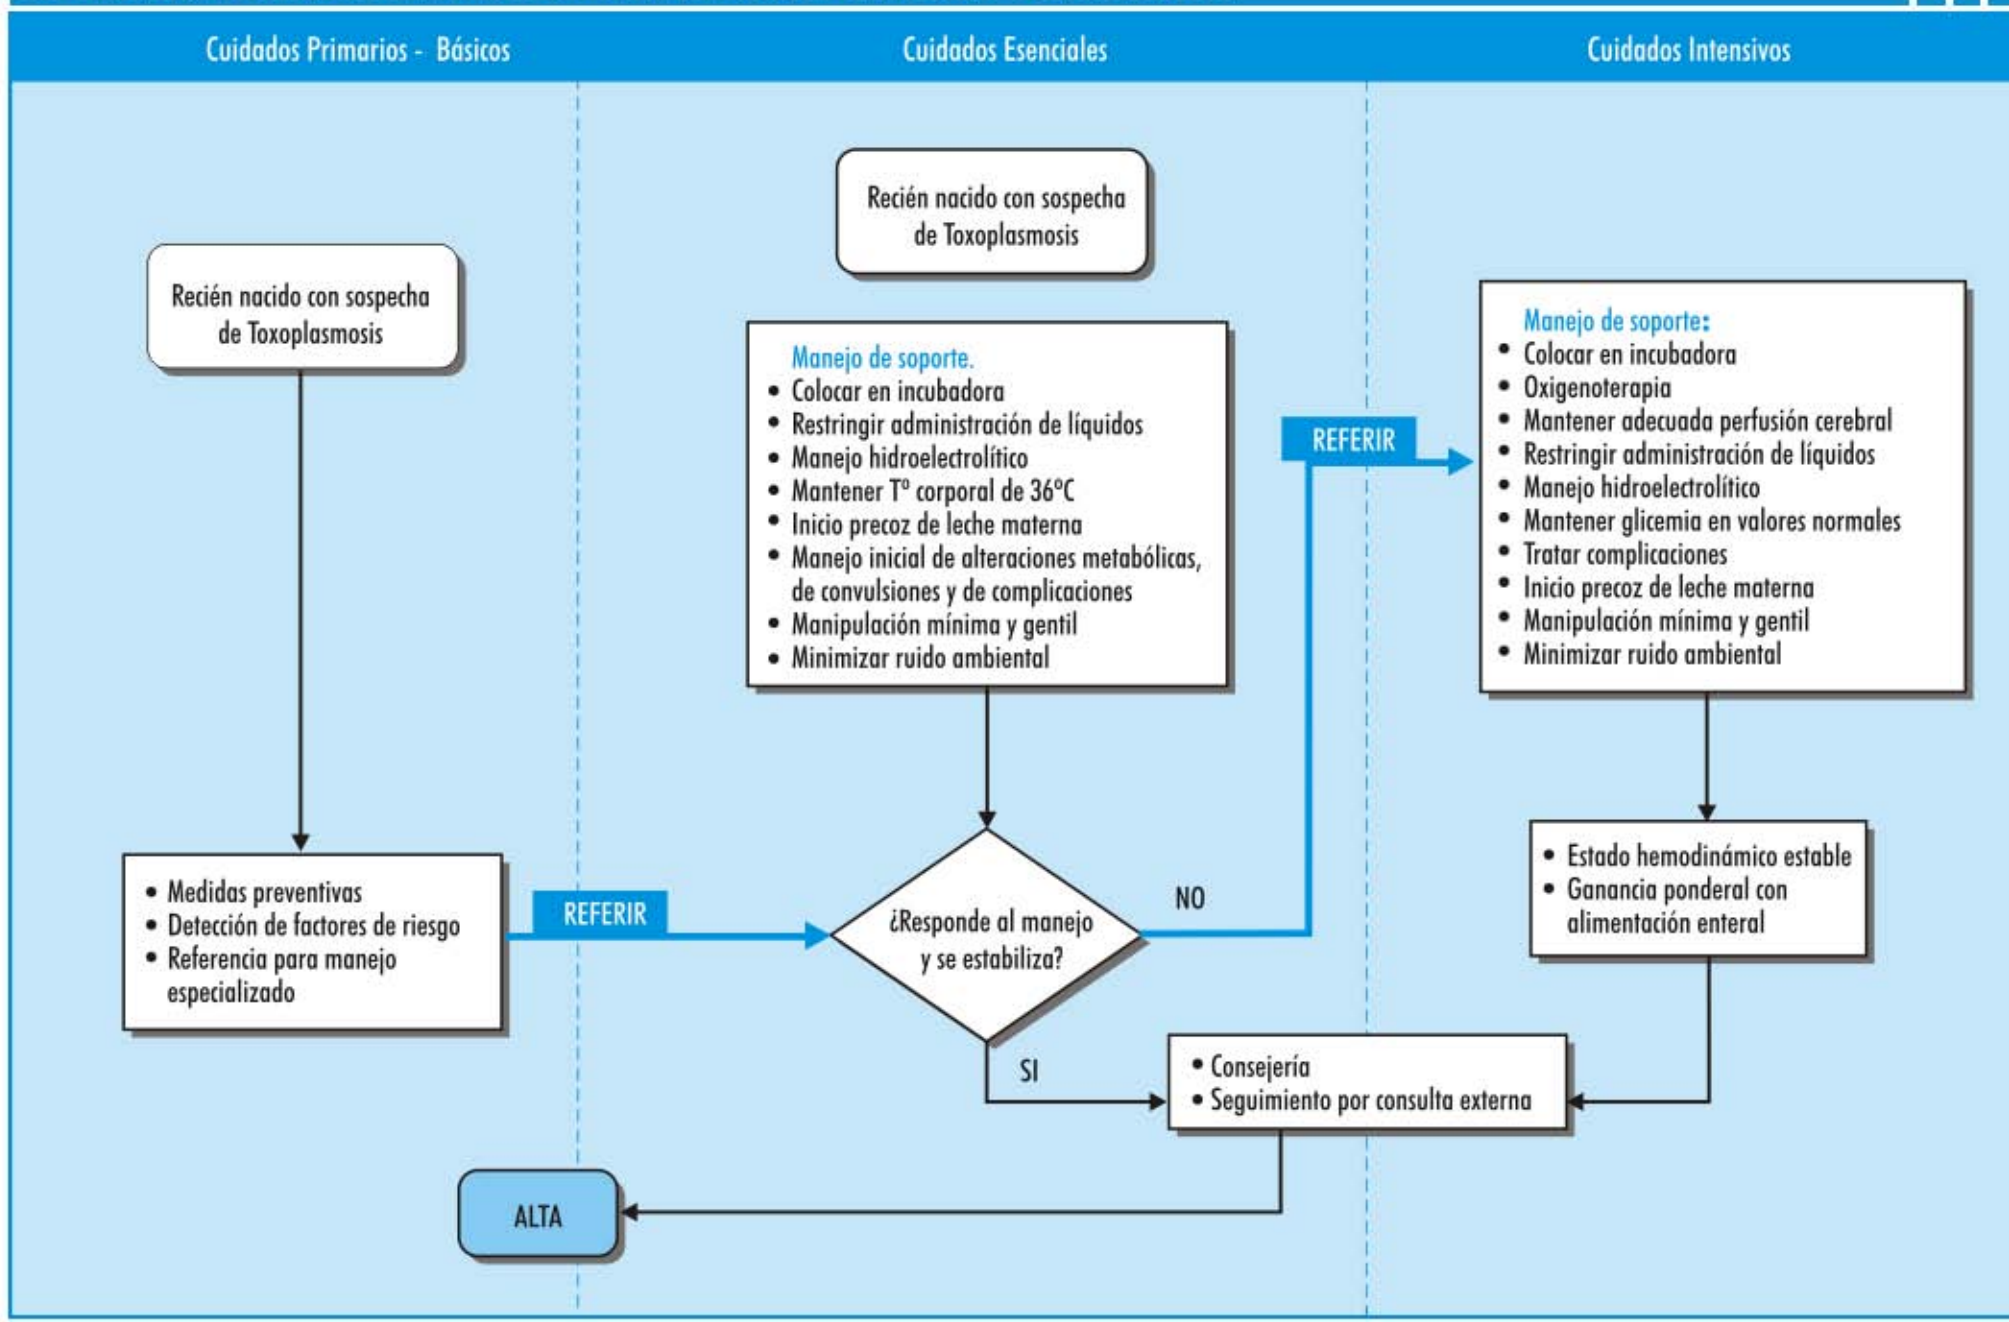 Cuidados Primarios - Básicos
Cuidados Esenciales
Cuidados Intensivos
Recién nacido con sospecha
de Toxoplasmosis
• Medidas preventivas
• Detección de factores de riesgo
• Referencia para manejo
especializado
REFERIR
Recién nacido con sospecha
de Toxoplasmosis
Manejo de soporte.
• Colocar en incubadora
• Restringir administración de líquidos
• Manejo hidroelectrolítico
• Mantener Tº corporal de 36ºC
• Inicio precoz de leche materna
• Manejo inicial de alteraciones metabólicas,
de convulsiones y de complicaciones
• Manipulación mínima y gentil
• Minimizar ruido ambiental
¿Responde al manejo
y se estabiliza?
NO
SI
REFERIR
Manejo de soporte:
• Colocar en incubadora
• Oxigenoterapia
• Mantener adecuada perfusión cerebral
• Restringir administración de líquidos
• Manejo hidroelectrolítico
• Mantener glicemia en valores normales
• Tratar complicaciones
• Inicio precoz de leche materna
• Manipulación mínima y gentil
• Minimizar ruido ambiental
• Estado hemodinámico estable
• Ganancia ponderal con
alimentación enteral
• Consejería
• Seguimiento por consulta externa
ALTA